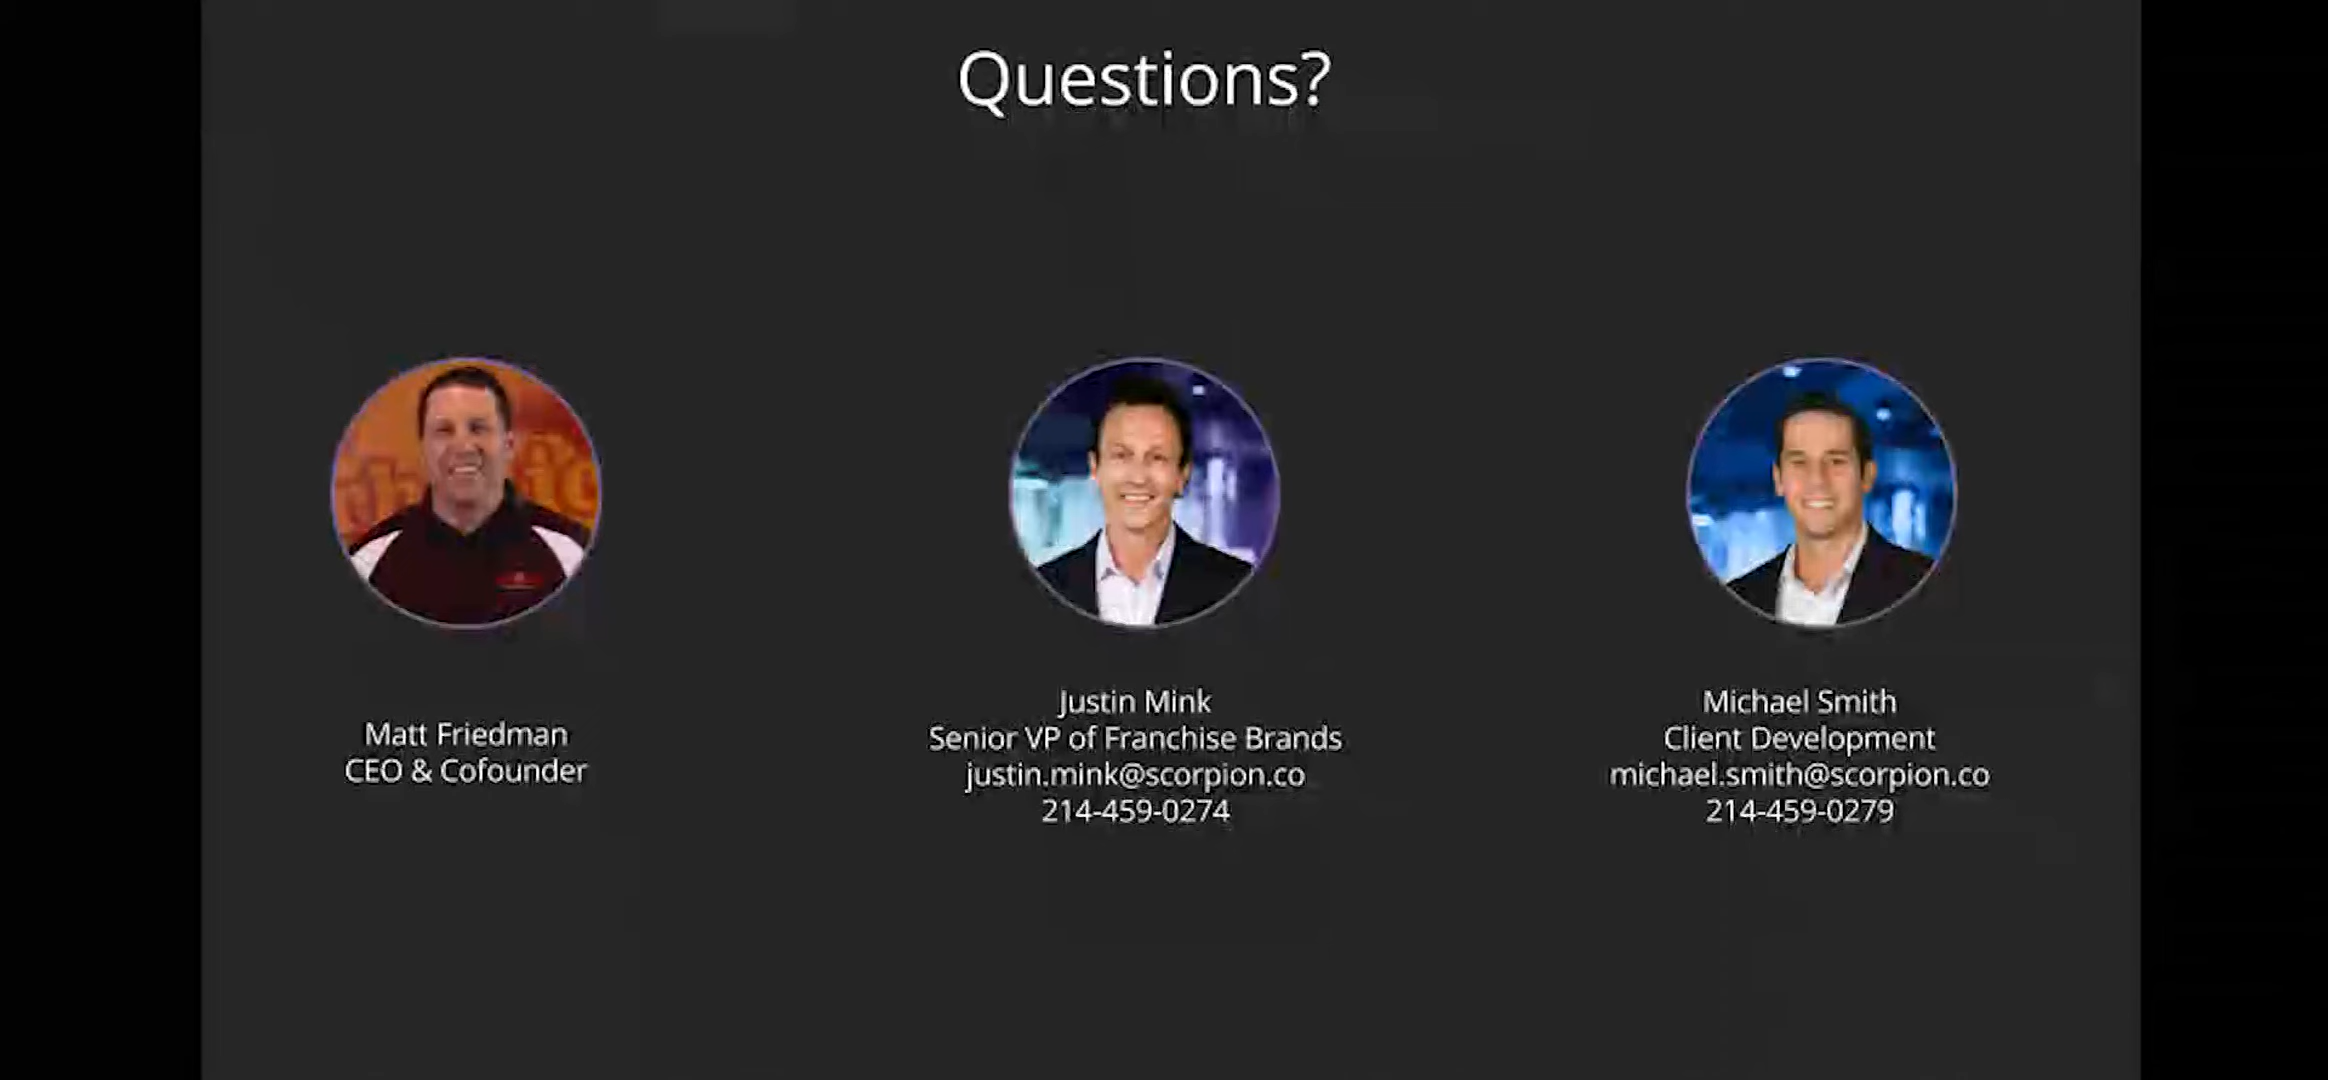 Questions?
Matt Friedman
CEO & Cofounder
Justin Mink
Senior VP of Franchise Brands
justin.mink@scorpion.co
214-459-0274
Michael Smith
Client Development
michael.smith@scorpion.co
214-459-0279